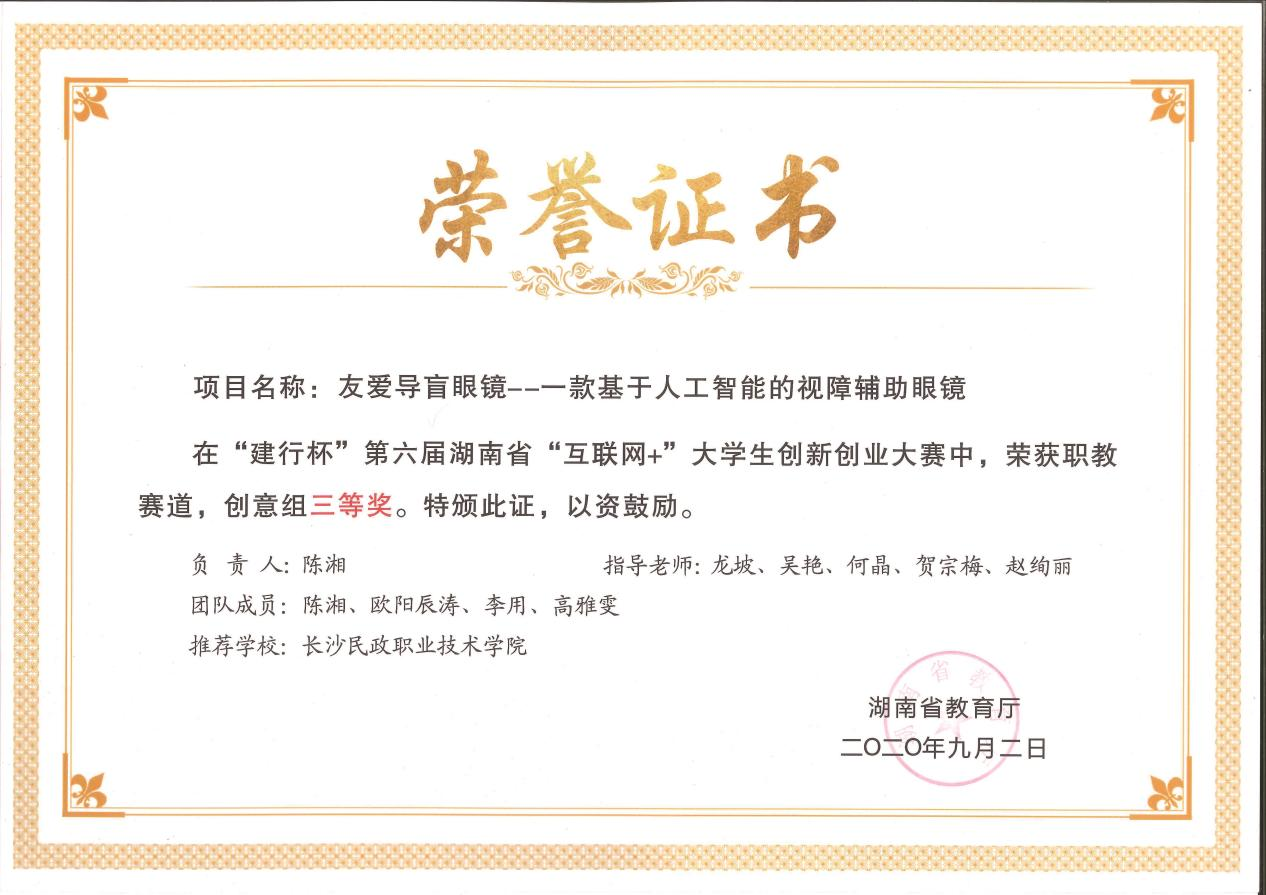 荣誉证书
项目名称：友爱导盲眼镜--一款基于人工智能的视障辅助眼镜
在“建行杯”第六届湖南省“互联网+”大学生创新创业大赛中，荣获职教
赛道，创意组三等奖。特颁此证，以资鼓励。
负 责 人：陈湘 指导老师：龙坡、吴艳、何晶、贺宗梅、赵绚丽
团队成员：陈湘、欧阳辰涛、李用、高雅雯
推荐学校：长沙民政职业技术学院
湖南省教育厅
二〇二〇年九月二日